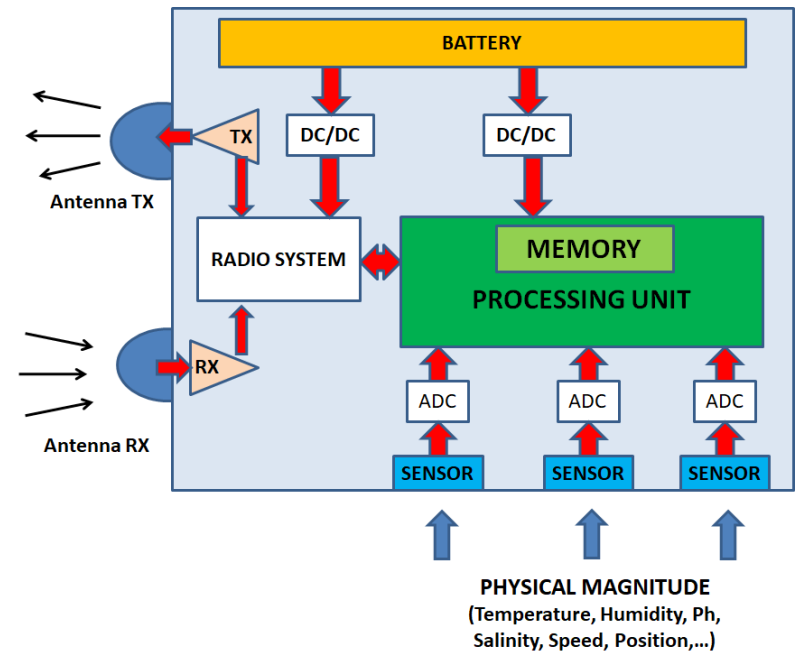 BATTERY
TX
DC/DC
DC/DC
Antenna TX
RADIO SYSTEM
MEMORY
PROCESSING UNIT
RX
ADC
ADC
ADC
Antenna RX
SENSOR
SENSOR
SENSOR
PHYSICAL MAGNITUDE
(Temperature, Humidity, Ph,
Salinity, Speed, Position,...)